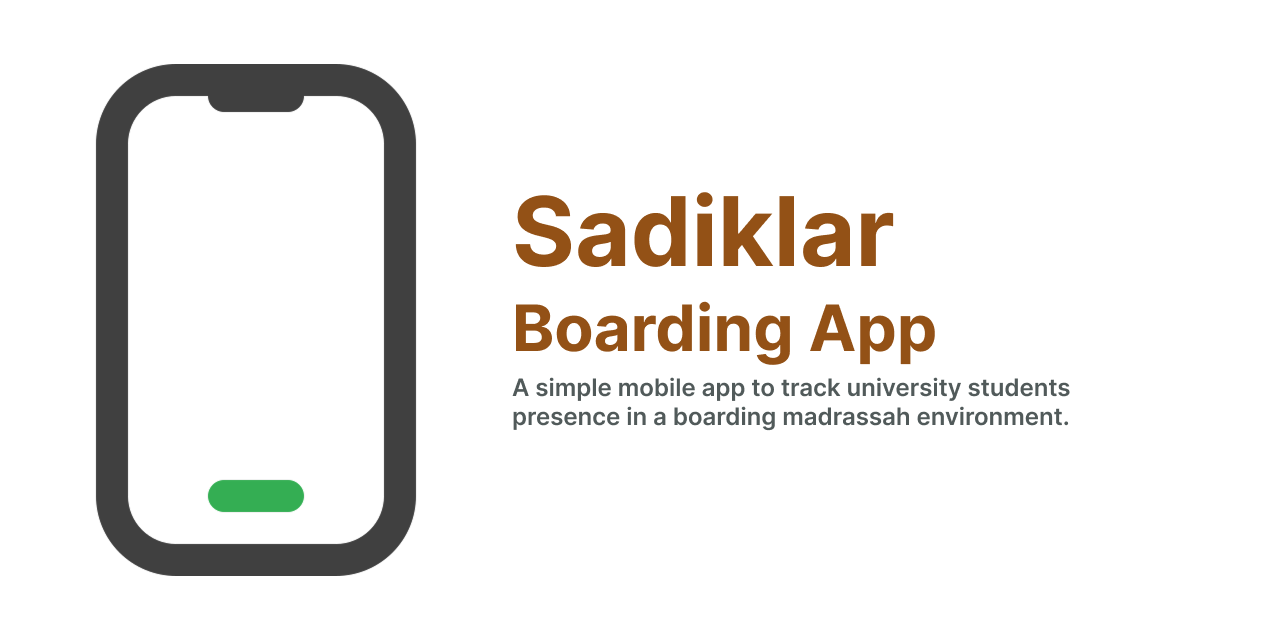 Sadiklar
Boarding App
A simple mobile app to track university students
presence in a boarding madrassah environment.